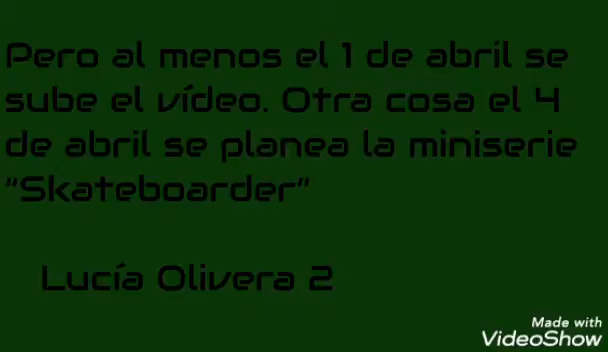 Pero al menos el 1 de abril se
sube el vídeo. Otra cosa el 4
de abril se planea la miniserie
"Skateboarder"
Lucía Olivera 2
Made with
VideoShow